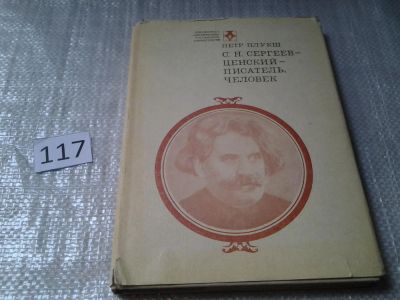 ПЕТР ПЛУКШ
С. Н. СЕРГЕЕВ-
ЦЕНСКИЙ –
ПИСАТЕЛЬ,
ЧЕЛОВЕК
117